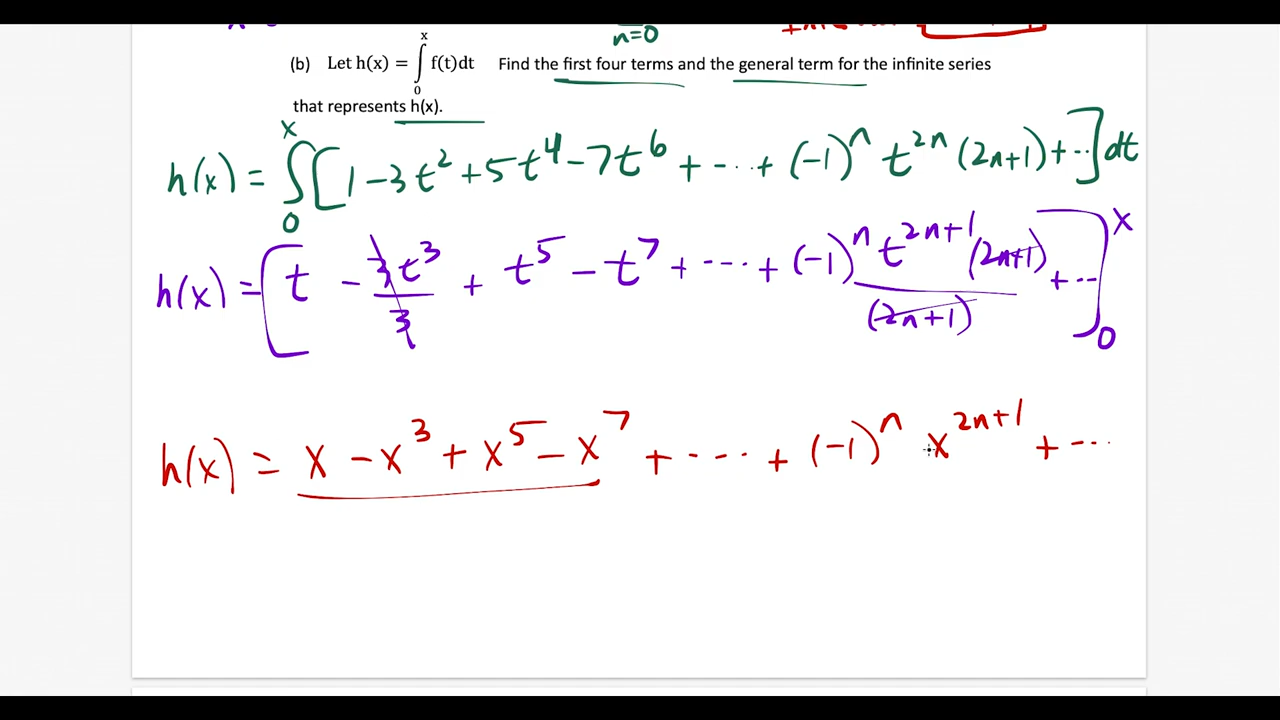 n=0
(b) Let h(x) = ∫₀ˣ f(t)dt Find the first four terms and the general term for the infinite series
that represents h(x).
h(x) = ∫₀ˣ [1 - 3t² + 5t⁴ - 7t⁶ + ... + (-1)ⁿ t²ⁿ (2n+1) + ...] dt
h(x) = [t - 3t³/3 + t⁵ - t⁷ + ... + (-1)ⁿ t²ⁿ⁺¹ (2n+1)/(2n+1) + ...]₀ˣ
h(x) = x - x³ + x⁵ - x⁷ + ... + (-1)ⁿ x²ⁿ⁺¹ + ...